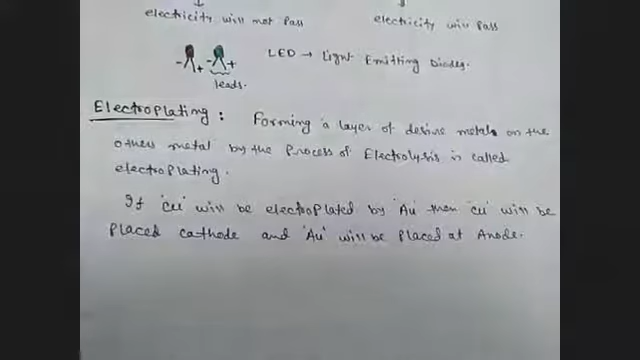 electricity will not pass
electricity will pass
- + - + LED → Light Emitting Diodes.
leads.
Electroplating : Forming a layer of desire metals on the
others metal by the process of Electrolysis is called
electroplating.
If 'Cu' will be electroplated by 'Au' then 'Cu' will be
placed cathode and 'Au' will be placed at Anode.